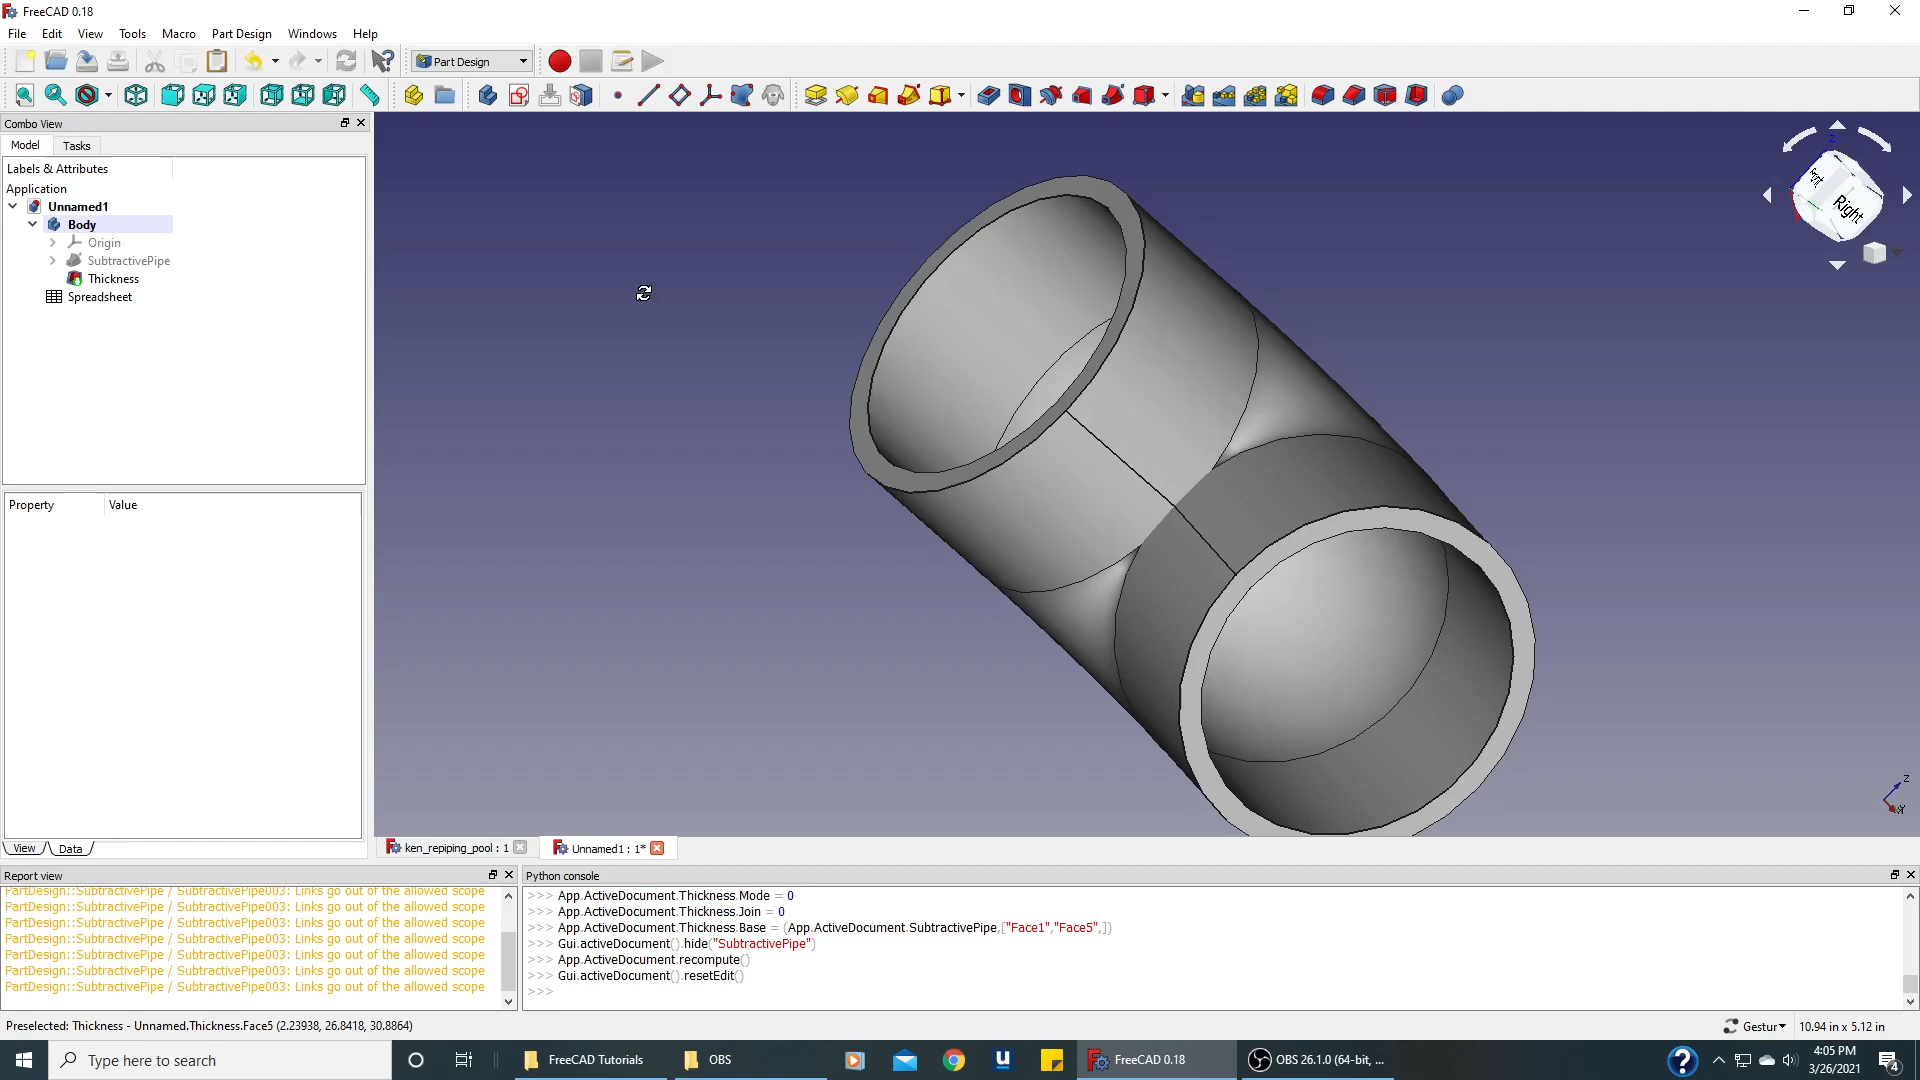 FreeCAD 0.18
File Edit View Tools Macro Part Design Windows Help
Part Design
Combo View
Model Tasks
Labels & Attributes
Application
Unnamed1
Body
Origin
SubtractivePipe
Thickness
Spreadsheet
Property Value
View Data
Right
Z
ken_repiping_pool : 1
Unnamed1 : 1*
Report view
PartDesign::SubtractivePipe / SubtractivePipe003: Links go out of the allowed scope
PartDesign::SubtractivePipe / SubtractivePipe003: Links go out of the allowed scope
PartDesign::SubtractivePipe / SubtractivePipe003: Links go out of the allowed scope
PartDesign::SubtractivePipe / SubtractivePipe003: Links go out of the allowed scope
PartDesign::SubtractivePipe / SubtractivePipe003: Links go out of the allowed scope
PartDesign::SubtractivePipe / SubtractivePipe003: Links go out of the allowed scope
PartDesign::SubtractivePipe / SubtractivePipe003: Links go out of the allowed scope
Python console
>>> App.ActiveDocument.Thickness.Mode = 0
>>> App.ActiveDocument.Thickness.Join = 0
>>> App.ActiveDocument.Thickness.Base = (App.ActiveDocument.SubtractivePipe,["Face1","Face5",])
>>> Gui.activeDocument().hide("SubtractivePipe")
>>> App.ActiveDocument.recompute()
>>> Gui.activeDocument().resetEdit()
>>>
Preselected: Thickness - Unnamed.Thickness.Face5 (2.23938, 26.8418, 30.8864)
Gestur 10.94 in x 5.12 in
Type here to search
FreeCAD Tutorials
OBS
FreeCAD 0.18
OBS 26.1.0 (64-bit, ...
4:05 PM
3/26/2021
4